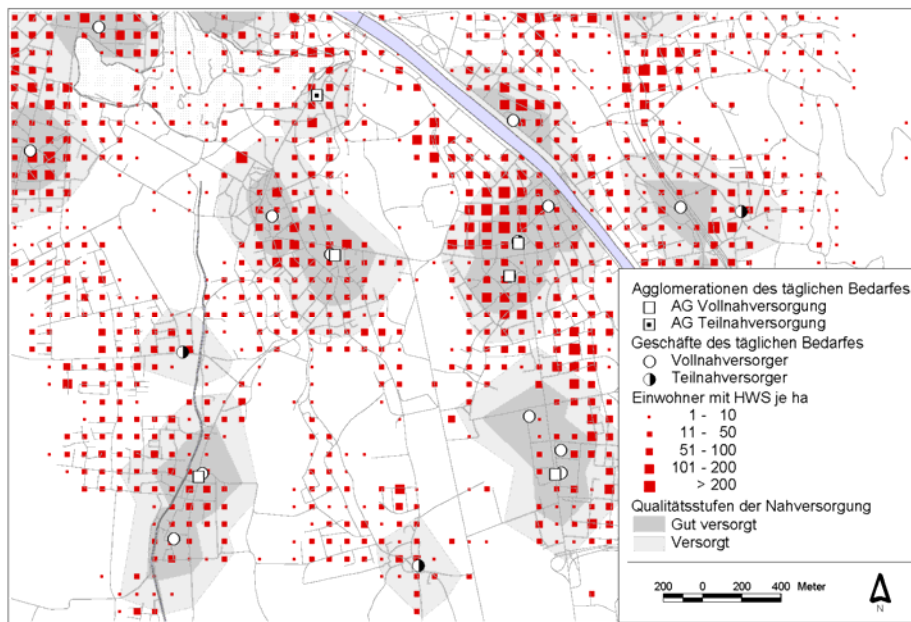 Agglomerationen des täglichen Bedarfes
AG Vollnahversorgung
AG Teilnahversorgung
Geschäfte des täglichen Bedarfes
Vollnahversorger
Teilnahversorger
Einwohner mit HWS je ha
1 - 10
11 - 50
51 - 100
101 - 200
> 200
Qualitätsstufen der Nahversorgung
Gut versorgt
Versorgt
200 0 200 400 Meter
N